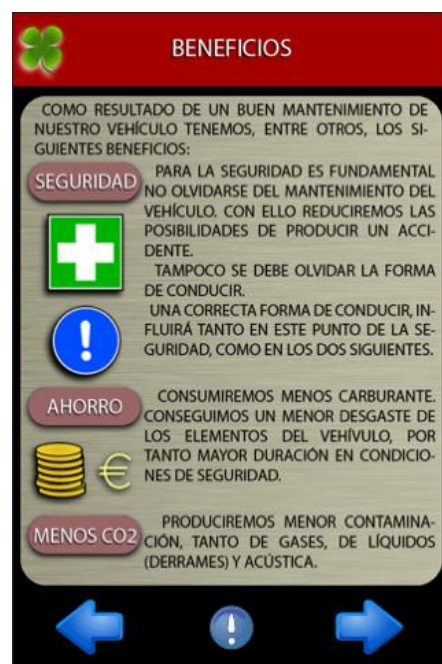 BENEFICIOS
COMO RESULTADO DE UN BUEN MANTENIMIENTO DE
NUESTRO VEHÍCULO TENEMOS, ENTRE OTROS, LOS SI-
GUIENTES BENEFICIOS:
SEGURIDAD
PARA LA SEGURIDAD ES FUNDAMENTAL
NO OLVIDARSE DEL MANTENIMIENTO DEL
VEHÍCULO. CON ELLO REDUCIREMOS LAS
POSIBILIDADES DE PRODUCIR UN ACCI-
DENTE.
TAMPOCO SE DEBE OLVIDAR LA FORMA
DE CONDUCIR.
UNA CORRECTA FORMA DE CONDUCIR, IN-
FLUIRÁ TANTO EN ESTE PUNTO DE LA SE-
GURIDAD, COMO EN LOS DOS SIGUIENTES.
AHORRO
CONSUMIREMOS MENOS CARBURANTE.
CONSEGUIMOS UN MENOR DESGASTE DE
LOS ELEMENTOS DEL VEHÍVULO, POR
TANTO MAYOR DURACIÓN EN CONDICIO-
NES DE SEGURIDAD.
€
MENOS CO2
PRODUCIREMOS MENOR CONTAMINA-
CIÓN, TANTO DE GASES, DE LÍQUIDOS
(DERRAMES) Y ACÚSTICA.